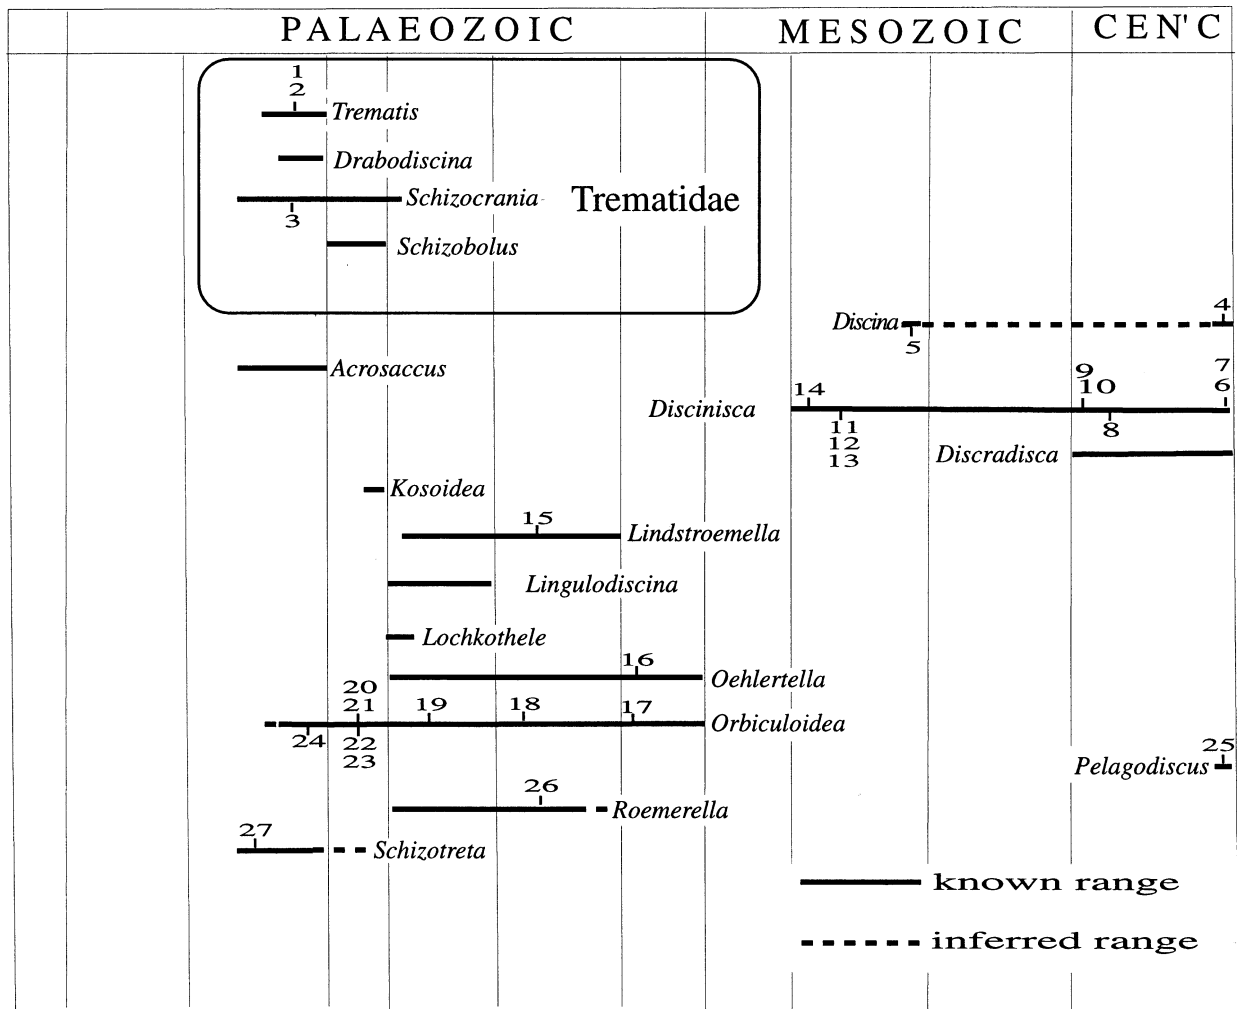 PALAEOZOIC MESOZOIC CEN'C
1
2
Trematis
Drabodiscina
Schizocrania
3
Trematidae
Schizobolus
4
Discina
5
Acrosaccus
7
9
14 10 6
Discinisca
11 8
12
13
Discradisca
Kosoidea
15
Lindstroemella
Lingulodiscina
Lochkothele
16
Oehlertella
20
21 19 18 17
Orbiculoidea
24 22
23
25
Pelagodiscus
26
Roemerella
27
Schizotreta
known range
inferred range